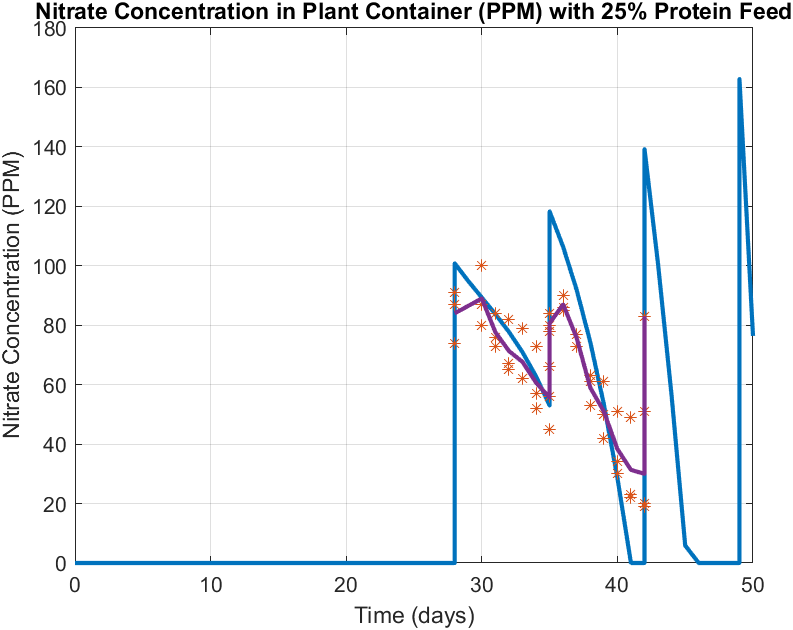 Nitrate Concentration in Plant Container (PPM) with 25% Protein Feed
Nitrate Concentration (PPM)
180
160
140
120
100
80
60
40
20
0
0 10 20 30 40 50
Time (days)